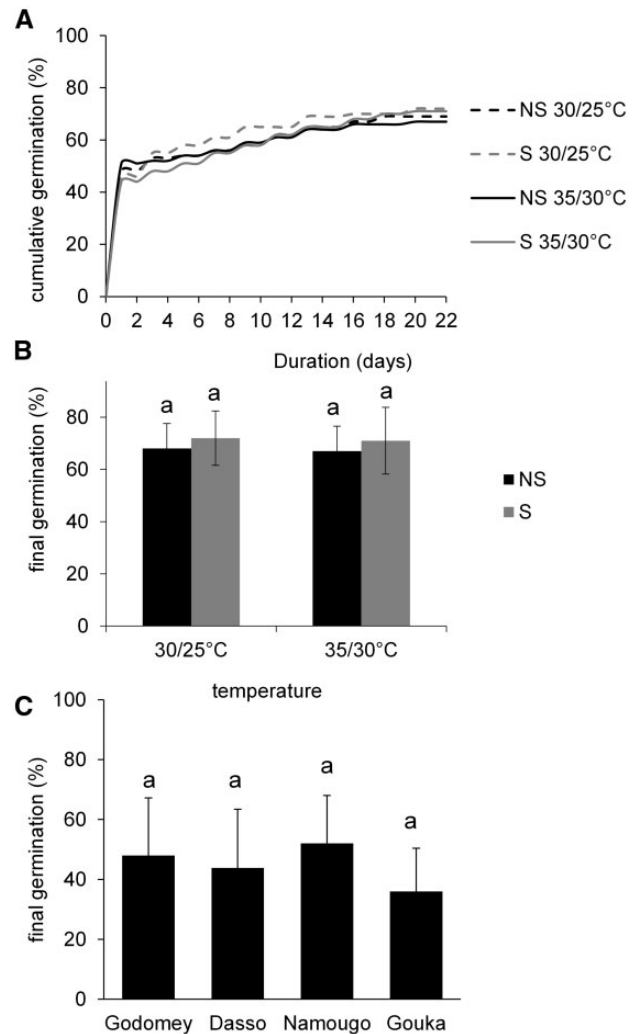 A
cumulative germination (%)
100
80
60
40
20
0
0 2 4 6 8 10 12 14 16 18 20 22
Duration (days)
NS 30/25°C
S 30/25°C
NS 35/30°C
S 35/30°C
B
final germination (%)
80
60
40
20
0
a a a a
30/25°C 35/30°C
temperature
NS
S
C
final germination (%)
100
80
60
40
20
0
a a a a
Godomey Dasso Namougo Gouka